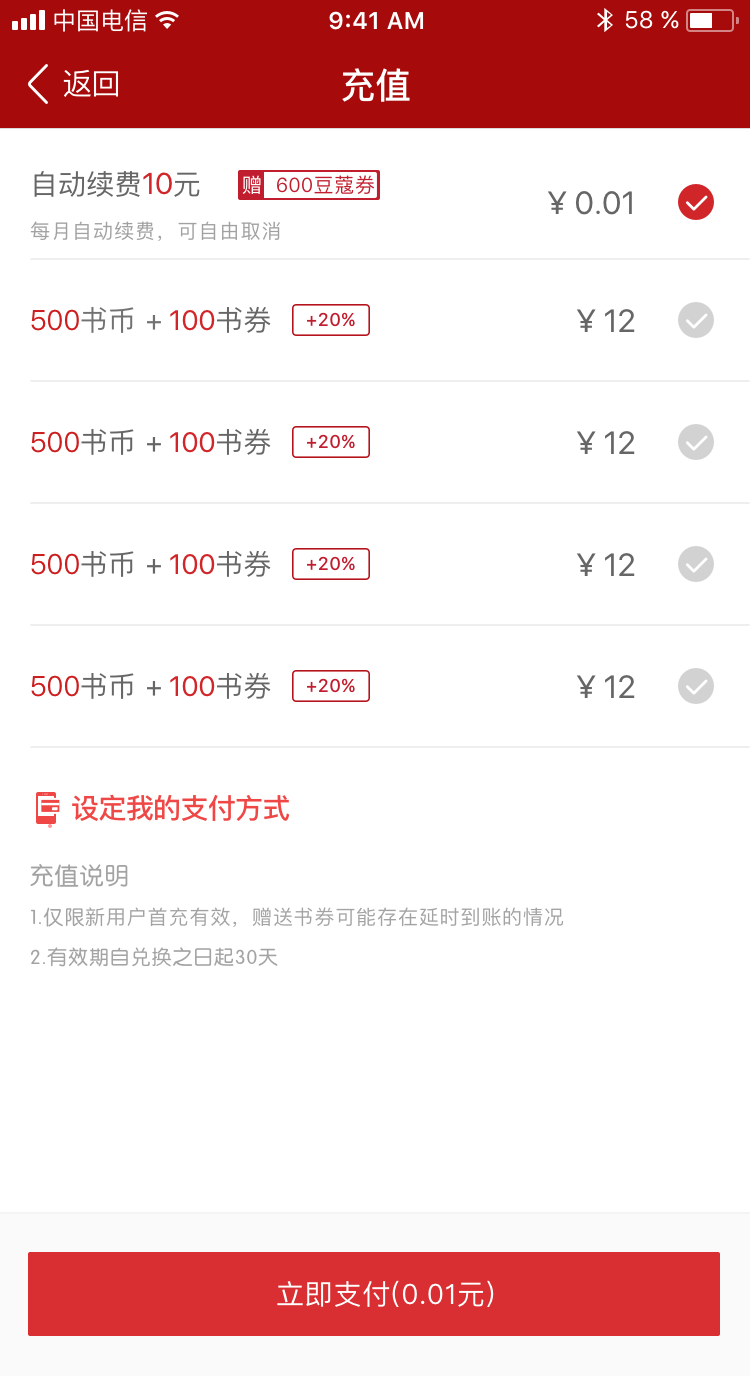 中国电信 9:41 AM 58 %
返回 充值
自动续费10元 赠 600豆蔻券 ¥ 0.01
每月自动续费，可自由取消
500书币 + 100书券 +20% ¥ 12
500书币 + 100书券 +20% ¥ 12
500书币 + 100书券 +20% ¥ 12
500书币 + 100书券 +20% ¥ 12
设定我的支付方式
充值说明
1.仅限新用户首充有效，赠送书券可能存在延时到账的情况
2.有效期自兑换之日起30天
立即支付(0.01元)